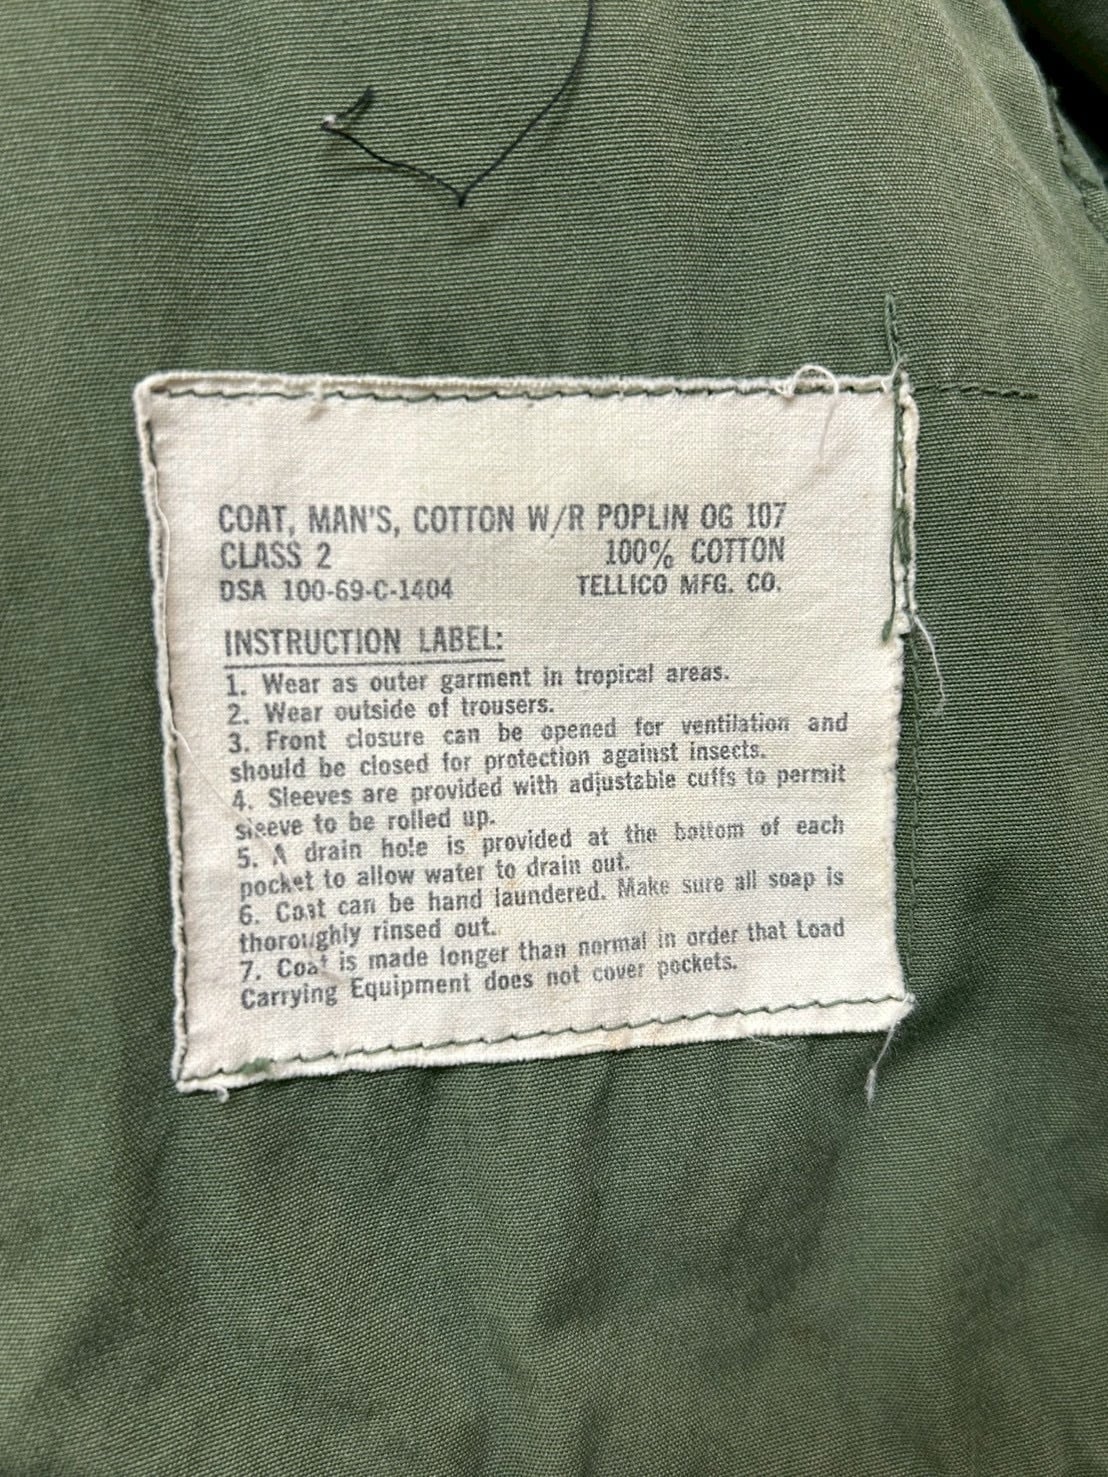 COAT, MAN'S, COTTON W/R POPLIN OG 107
CLASS 2 100% COTTON
DSA 100-69-C-1404 TELLICO MFG. CO.
INSTRUCTION LABEL:
1. Wear as outer garment in tropical areas.
2. Wear outside of trousers.
3. Front closure can be opened for ventilation and
should be closed for protection against insects.
4. Sleeves are provided with adjustable cuffs to permit
sleeve to be rolled up.
5. A drain hole is provided at the bottom of each
pocket to allow water to drain out.
6. Coat can be hand laundered. Make sure all soap is
thoroughly rinsed out.
7. Coat is made longer than normal in order that Load
Carrying Equipment does not cover pockets.